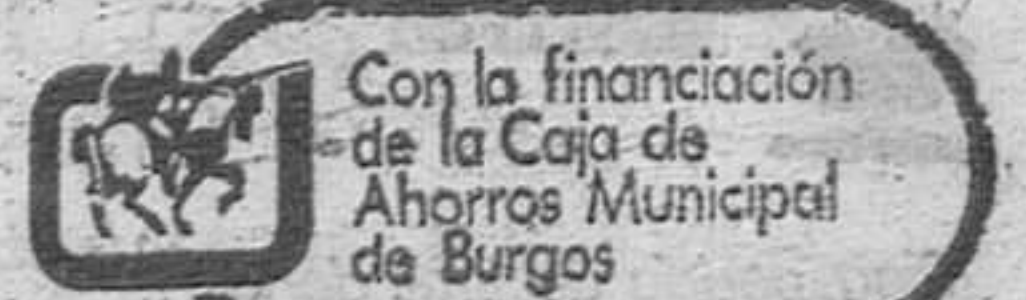 Con la financiación
de la Caja de
Ahorros Municipal
de Burgos